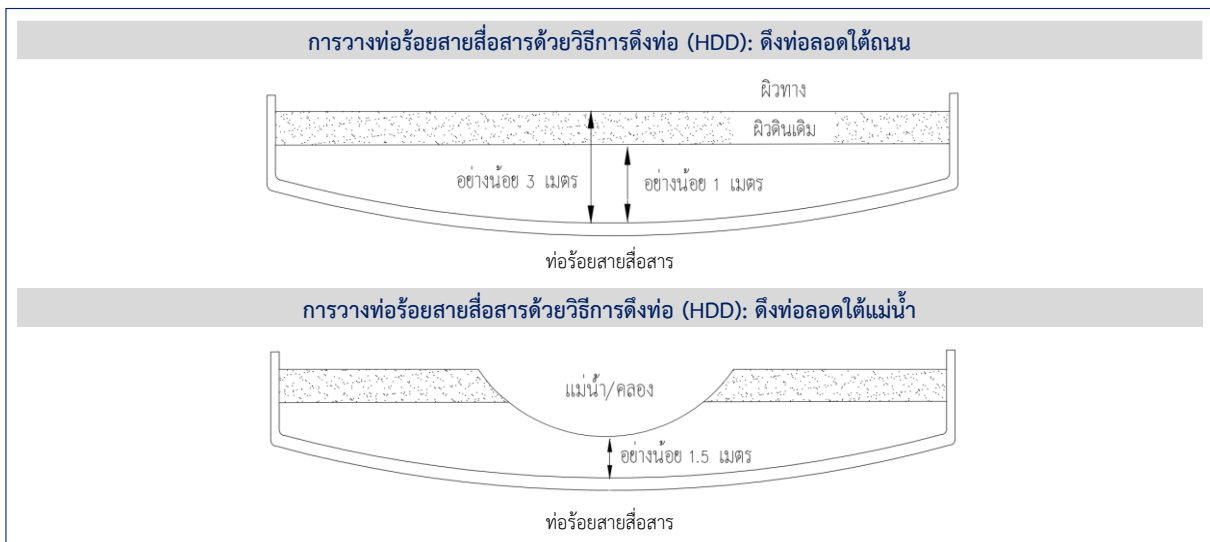 การวางท่อร้อยสายสื่อสารด้วยวิธีการดึงท่อ (HDD): ดึงท่อลอดใต้ถนน
ผิวทาง
ผิวดินเดิม
อย่างน้อย 3 เมตร
อย่างน้อย 1 เมตร
ท่อร้อยสายสื่อสาร
การวางท่อร้อยสายสื่อสารด้วยวิธีการดึงท่อ (HDD): ดึงท่อลอดใต้แม่น้ำ
แม่น้ำ/คลอง
อย่างน้อย 1.5 เมตร
ท่อร้อยสายสื่อสาร